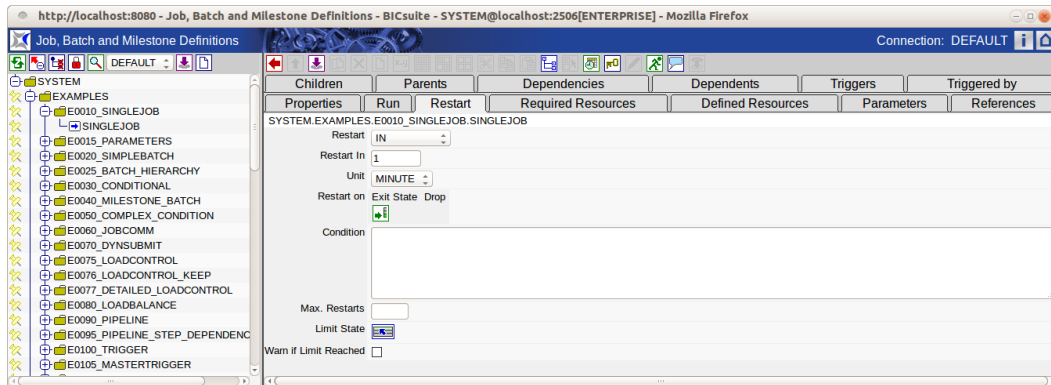 http://localhost:8080 - Job, Batch and Milestone Definitions - BICsuite - SYSTEM@localhost:2506[ENTERPRISE] - Mozilla Firefox
Job, Batch and Milestone Definitions
Connection: DEFAULT
DEFAULT
SYSTEM
EXAMPLES
E0010_SINGLEJOB
SINGLEJOB
E0015_PARAMETERS
E0020_SIMPLEBATCH
E0025_BATCH_HIERARCHY
E0030_CONDITIONAL
E0040_MILESTONE_BATCH
E0050_COMPLEX_CONDITION
E0060_JOBCOMM
E0070_DYNSUBMIT
E0075_LOADCONTROL
E0076_LOADCONTROL_KEEP
E0077_DETAILED_LOADCONTROL
E0080_LOADBALANCE
E0090_PIPELINE
E0095_PIPELINE_STEP_DEPENDENC
E0100_TRIGGER
E0105_MASTERTRIGGER
Children Parents Dependencies Dependents Triggers Triggered by
Properties Run Restart Required Resources Defined Resources Parameters References
SYSTEM.EXAMPLES.E0010_SINGLEJOB.SINGLEJOB
Restart IN
Restart In 1
Unit MINUTE
Restart on Exit State Drop
Condition
Max. Restarts
Limit State
Warn if Limit Reached